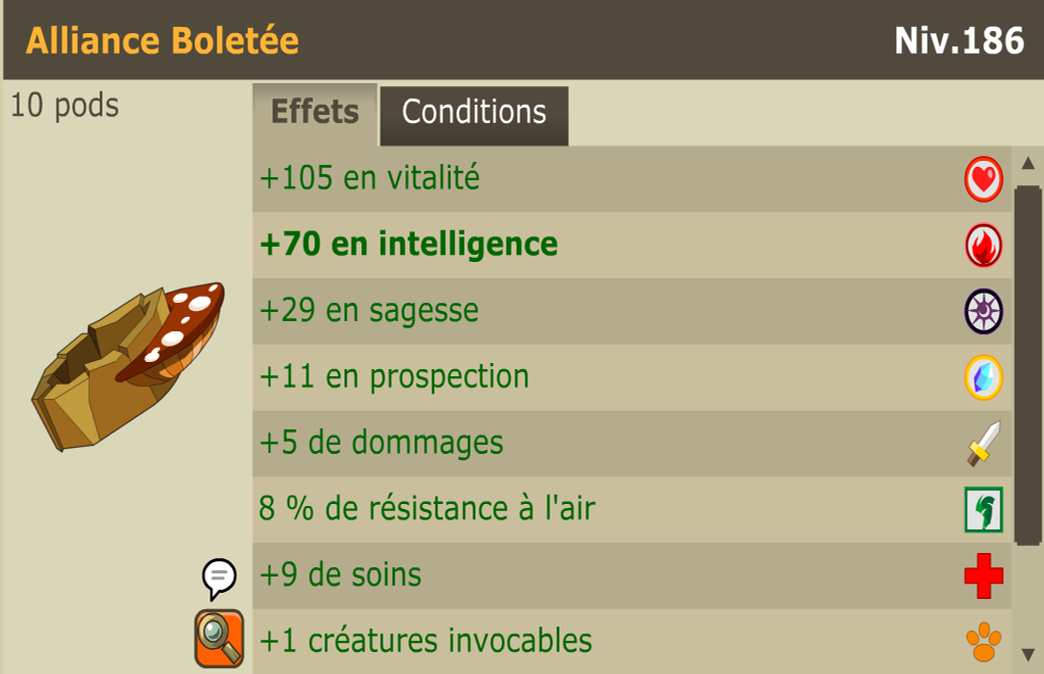 Alliance Boletée
Niv.186
10 pods
Effets
Conditions
+105 en vitalité
+70 en intelligence
+29 en sagesse
+11 en prospection
+5 de dommages
8 % de résistance à l'air
+9 de soins
+1 créatures invocables